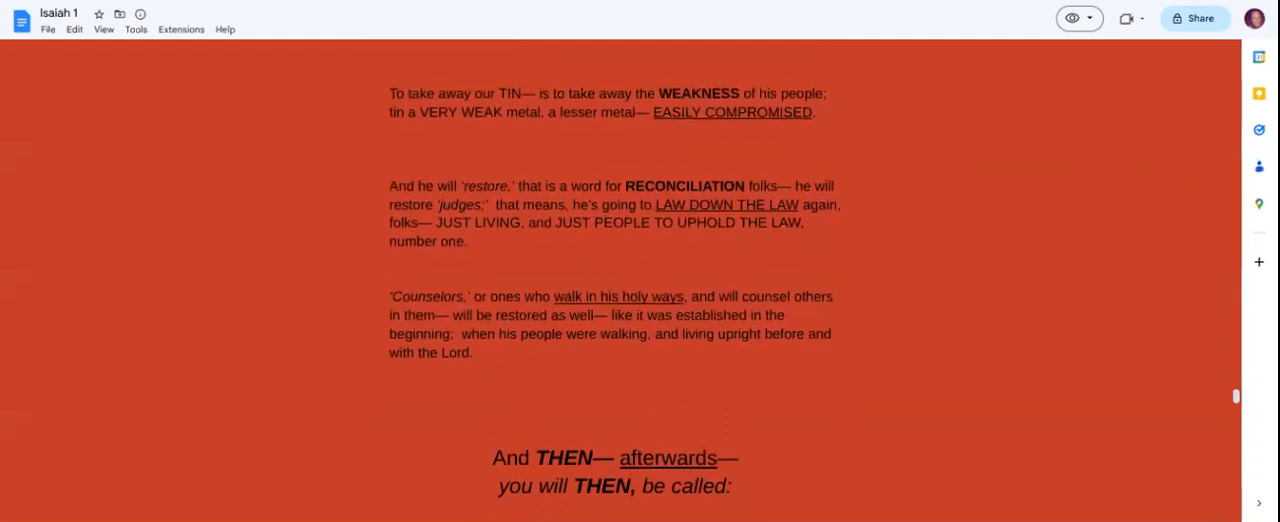 Isaiah 1
File Edit View Tools Extensions Help
Share
To take away our TIN— is to take away the WEAKNESS of his people;
tin a VERY WEAK metal, a lesser metal— EASILY COMPROMISED.
And he will ‘restore,’ that is a word for RECONCILIATION folks— he will
restore ‘judges;’ that means, he’s going to LAW DOWN THE LAW again,
folks— JUST LIVING, and JUST PEOPLE TO UPHOLD THE LAW,
number one.
‘Counselors,’ or ones who walk in his holy ways, and will counsel others
in them— will be restored as well— like it was established in the
beginning; when his people were walking, and living upright before and
with the Lord.
And THEN— afterwards—
you will THEN, be called: